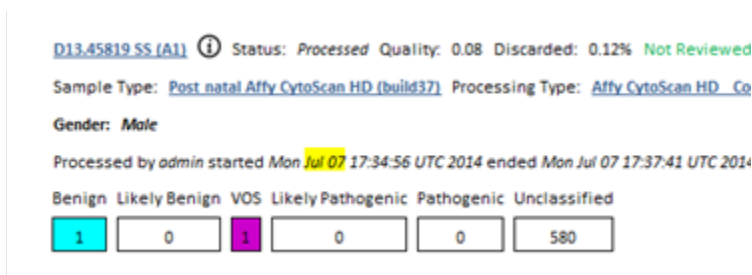 D13.45819 SS (A1) Status: Processed Quality: 0.08 Discarded: 0.12% Not Reviewed
Sample Type: Post natal Affy CytoScan HD (build37) Processing Type: Affy CytoScan HD
Gender: Male
Processed by admin started Mon Jul 07 17:34:56 UTC 2014 ended Mon Jul 07 17:37:41 UTC 2014
Benign Likely Benign VOS Likely Pathogenic Pathogenic Unclassified
1 0 1 0 0 580